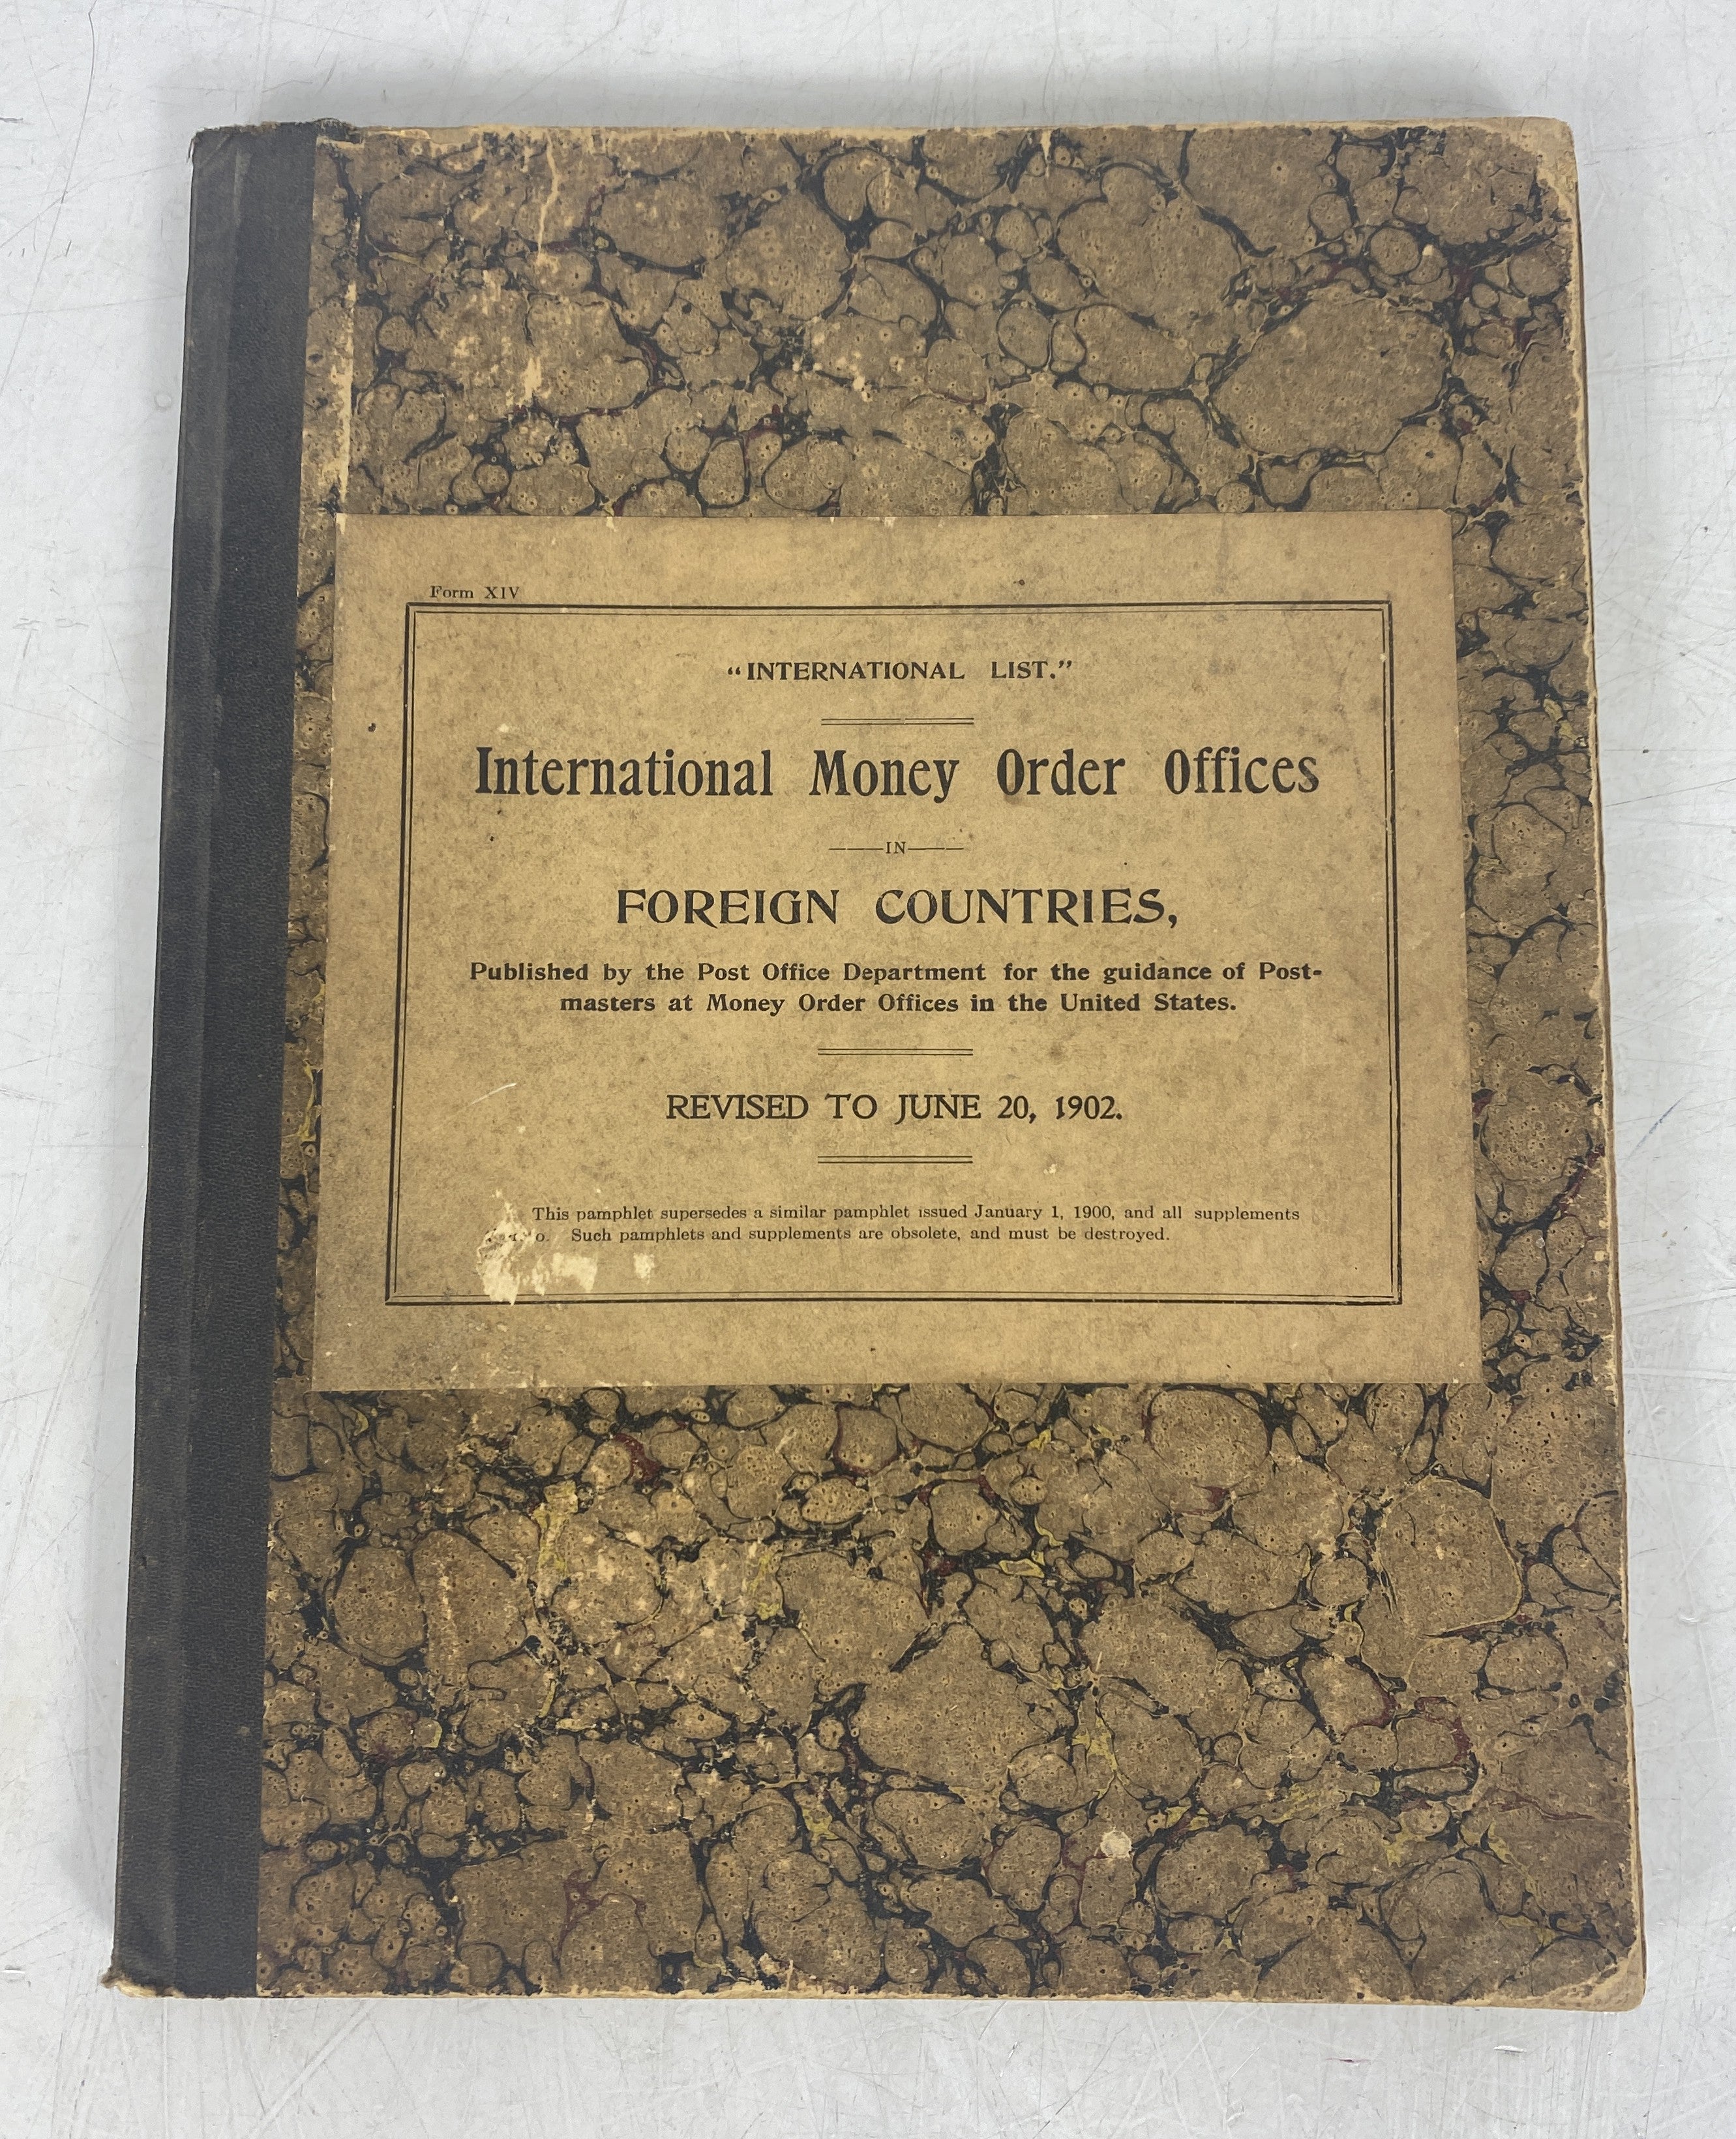 Form XIV
"INTERNATIONAL LIST."
International Money Order Offices
—IN—
FOREIGN COUNTRIES,
Published by the Post Office Department for the guidance of Post-
masters at Money Order Offices in the United States.
REVISED TO JUNE 20, 1902.
This pamphlet supersedes a similar pamphlet issued January 1, 1900, and all supplements
Such pamphlets and supplements are obsolete, and must be destroyed.